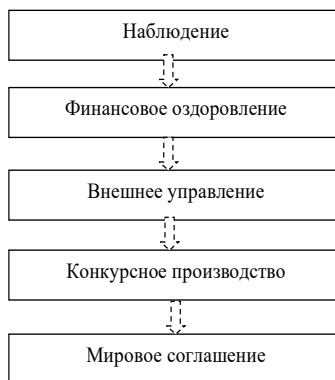 Наблюдение
Финансовое оздоровление
Внешнее управление
Конкурсное производство
Мировое соглашение